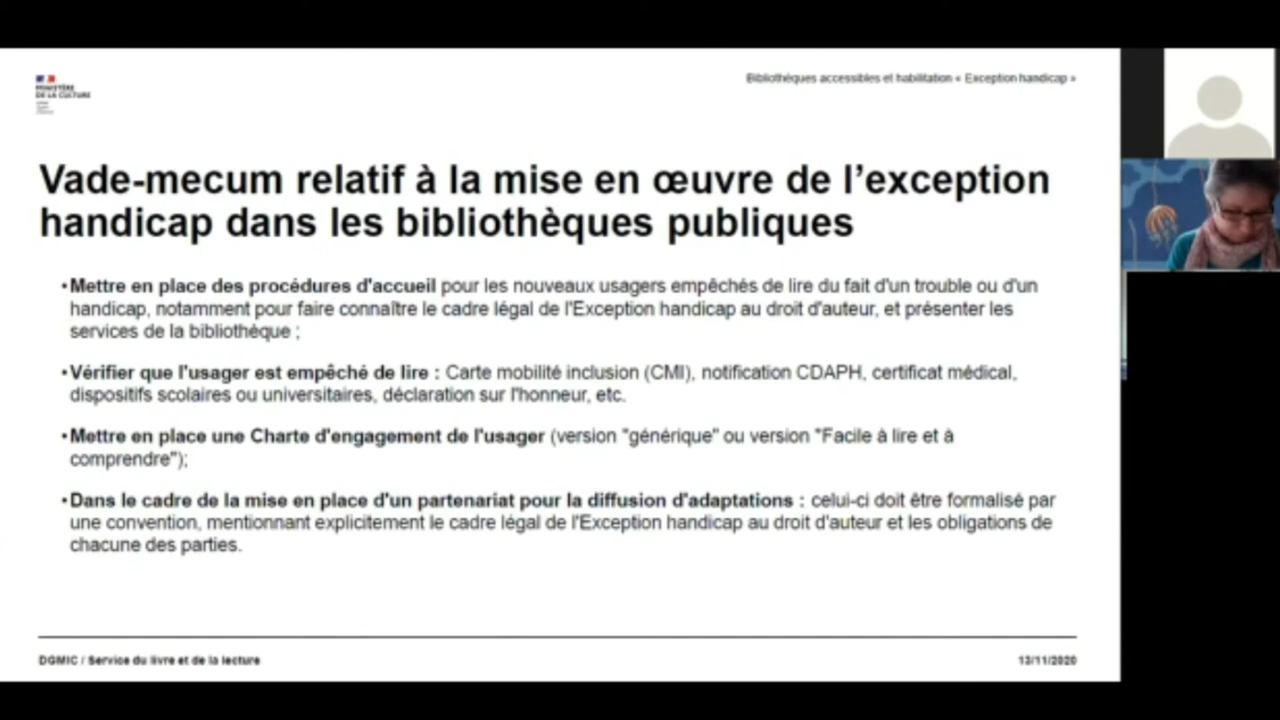 MINISTÈRE
DE LA CULTURE
Bibliothèques accessibles et habilitation « Exception handicap »
Vade-mecum relatif à la mise en œuvre de l’exception
handicap dans les bibliothèques publiques
•Mettre en place des procédures d'accueil pour les nouveaux usagers empêchés de lire du fait d'un trouble ou d'un
handicap, notamment pour faire connaître le cadre légal de l'Exception handicap au droit d'auteur, et présenter les
services de la bibliothèque ;
•Vérifier que l'usager est empêché de lire : Carte mobilité inclusion (CMI), notification CDAPH, certificat médical,
dispositifs scolaires ou universitaires, déclaration sur l'honneur, etc.
•Mettre en place une Charte d'engagement de l'usager (version "générique" ou version "Facile à lire et à
comprendre");
•Dans le cadre de la mise en place d'un partenariat pour la diffusion d'adaptations : celui-ci doit être formalisé par
une convention, mentionnant explicitement le cadre légal de l'Exception handicap au droit d'auteur et les obligations de
chacune des parties.
DGMIC / Service du livre et de la lecture
13/11/2020